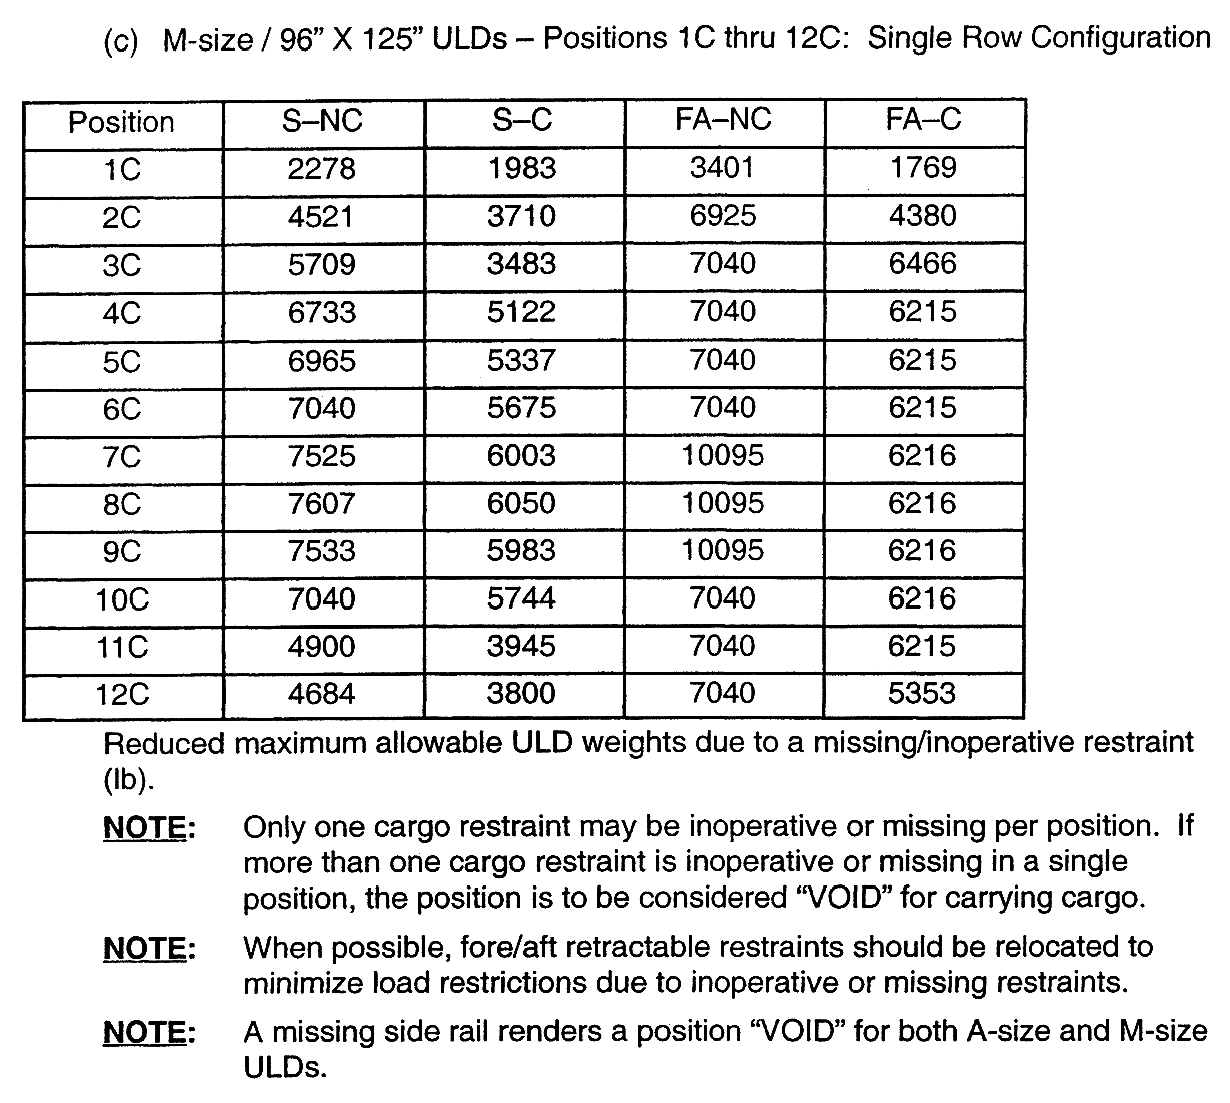 (c) M-size / 96” X 125” ULDs – Positions 1C thru 12C: Single Row Configuration
Position S–NC S–C FA–NC FA–C
1C 2278 1983 3401 1769
2C 4521 3710 6925 4380
3C 5709 3483 7040 6466
4C 6733 5122 7040 6215
5C 6965 5337 7040 6215
6C 7040 5675 7040 6215
7C 7525 6003 10095 6216
8C 7607 6050 10095 6216
9C 7533 5983 10095 6216
10C 7040 5744 7040 6216
11C 4900 3945 7040 6215
12C 4684 3800 7040 5353
Reduced maximum allowable ULD weights due to a missing/inoperative restraint
(lb).
NOTE: Only one cargo restraint may be inoperative or missing per position. If
more than one cargo restraint is inoperative or missing in a single
position, the position is to be considered “VOID” for carrying cargo.
NOTE: When possible, fore/aft retractable restraints should be relocated to
minimize load restrictions due to inoperative or missing restraints.
NOTE: A missing side rail renders a position “VOID” for both A-size and M-size
ULDs.